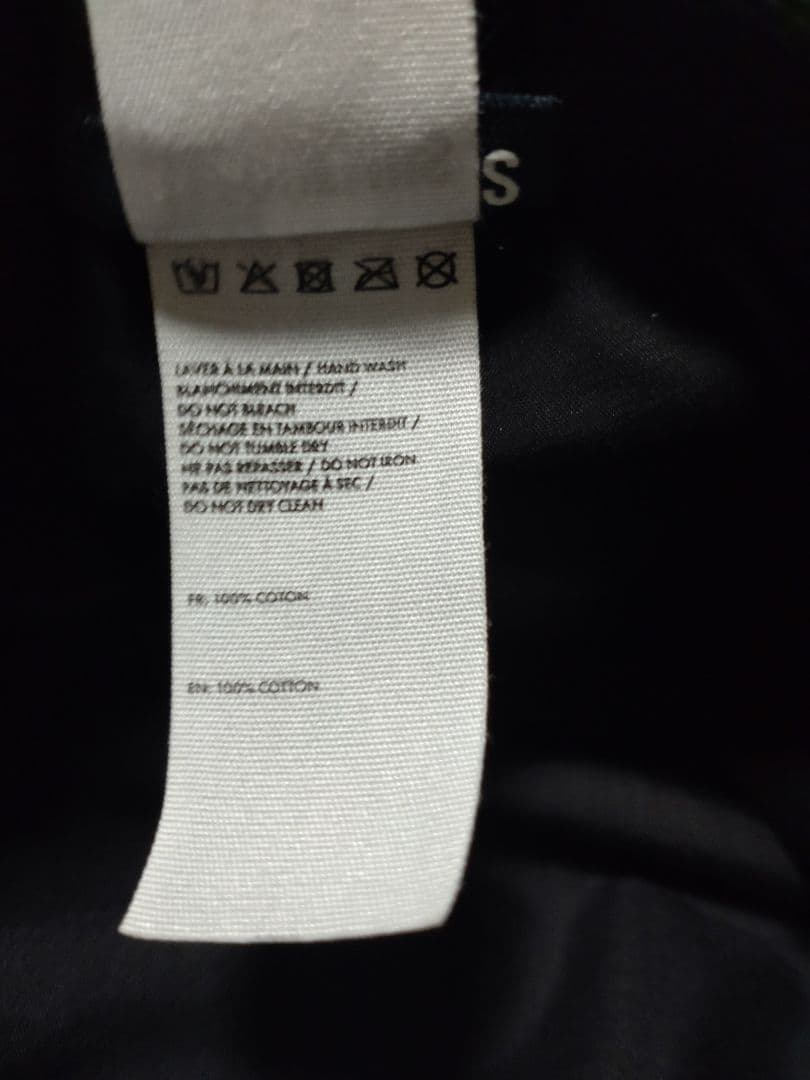 S
LAVER À LA MAIN / HAND WASH
BLANCHIMENT INTERDIT /
DO NOT BLEACH
SÉCHAGE EN TAMBOUR INTERDIT /
DO NOT TUMBLE DRY
NE PAS REPASSER / DO NOT IRON
PAS DE NETTOYAGE À SEC /
DO NOT DRY CLEAN
FR: 100% COTON
EN: 100% COTTON